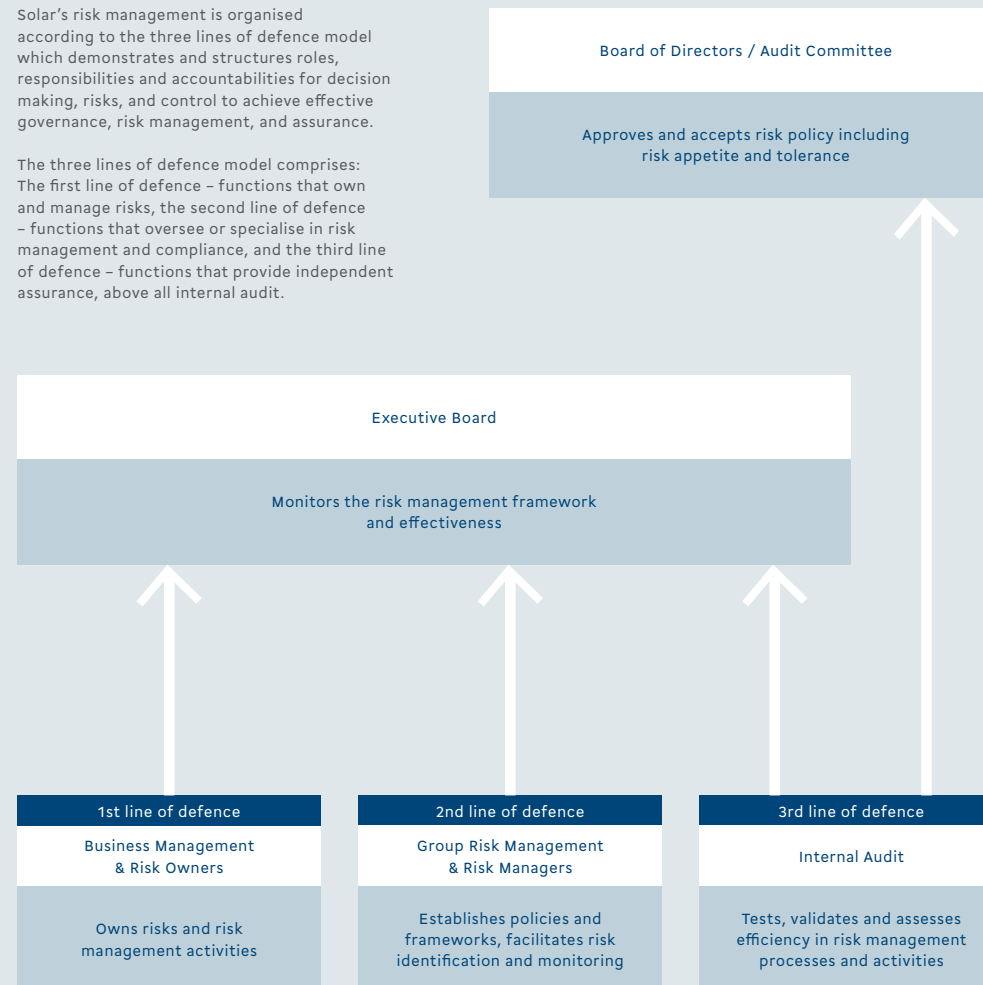 Solar’s risk management is organised
according to the three lines of defence model
which demonstrates and structures roles,
responsibilities and accountabilities for decision
making, risks, and control to achieve effective
governance, risk management, and assurance.
The three lines of defence model comprises:
The first line of defence – functions that own
and manage risks, the second line of defence
– functions that oversee or specialise in risk
management and compliance, and the third line
of defence – functions that provide independent
assurance, above all internal audit.
Board of Directors / Audit Committee
Approves and accepts risk policy including
risk appetite and tolerance
Executive Board
Monitors the risk management framework
and effectiveness
1st line of defence
Business Management
& Risk Owners
Owns risks and risk
management activities
2nd line of defence
Group Risk Management
& Risk Managers
Establishes policies and
frameworks, facilitates risk
identification and monitoring
3rd line of defence
Internal Audit
Tests, validates and assesses
efficiency in risk management
processes and activities